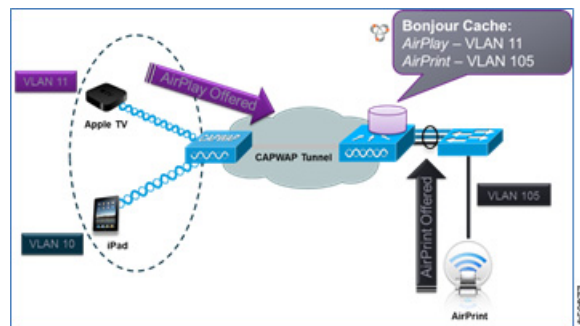 Bonjour Cache:
AirPlay – VLAN 11
AirPrint – VLAN 105
VLAN 11
AirPlay Offered
Apple TV
CAPWAP
CAPWAP Tunnel
AirPrint Offered
VLAN 105
VLAN 10
iPad
AirPrint